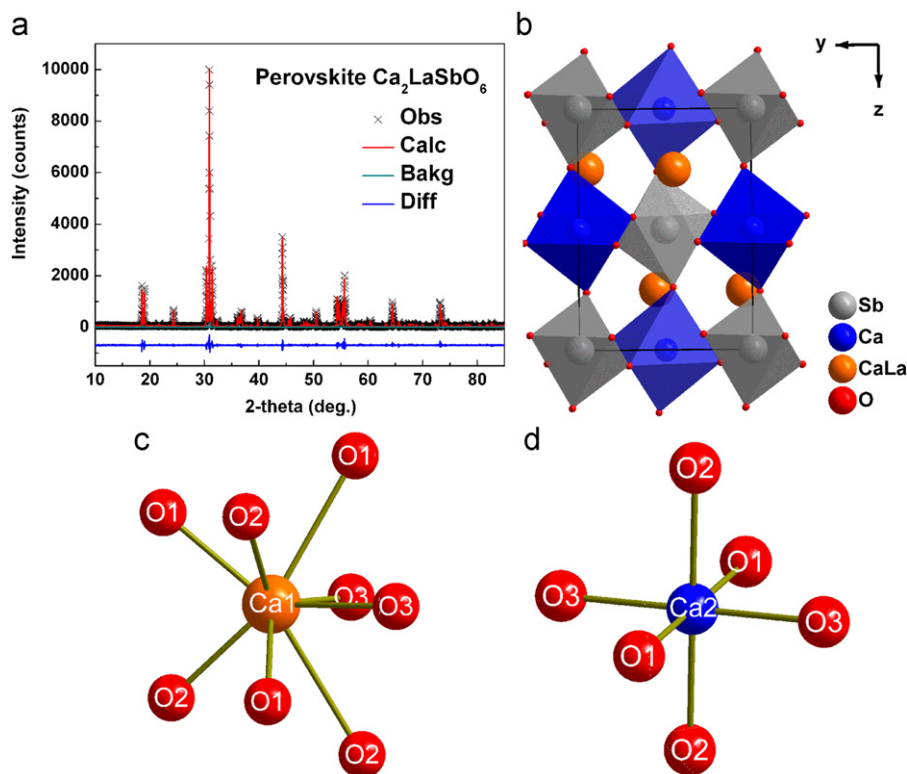 a
Perovskite Ca2LaSbO6
Obs
Calc
Bakg
Diff
Intensity (counts)
10000
8000
6000
4000
2000
0
10 20 30 40 50 60 70 80
2-theta (deg.)
b
y
z
Sb
Ca
CaLa
O
c
O1
O1
O2
Ca1
O3
O3
O2
O1
O2
d
O2
O1
O3
Ca2
O3
O1
O2